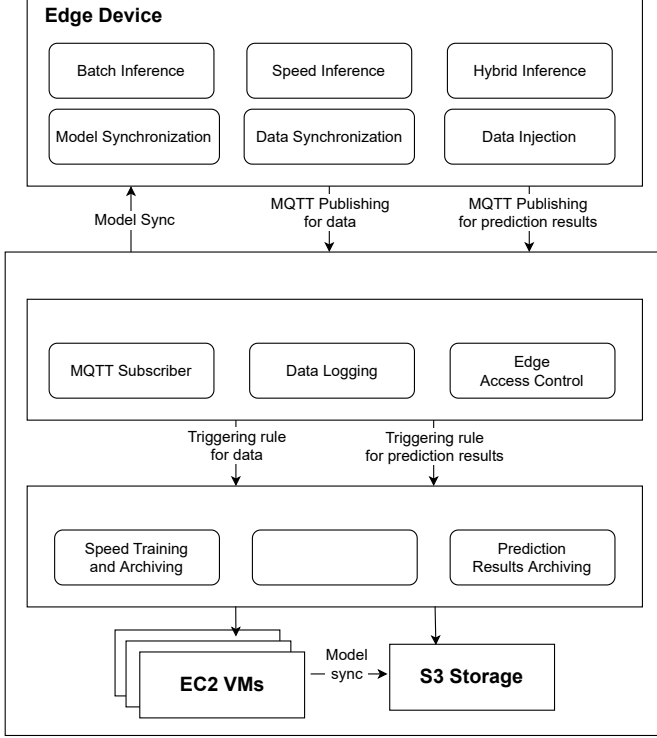 Edge Device
Batch Inference
Speed Inference
Hybrid Inference
Model Synchronization
Data Synchronization
Data Injection
Model Sync
MQTT Publishing
for data
MQTT Publishing
for prediction results
MQTT Subscriber
Data Logging
Edge
Access Control
Triggering rule
for data
Triggering rule
for prediction results
Speed Training
and Archiving
Prediction
Results Archiving
EC2 VMs
Model
sync
S3 Storage